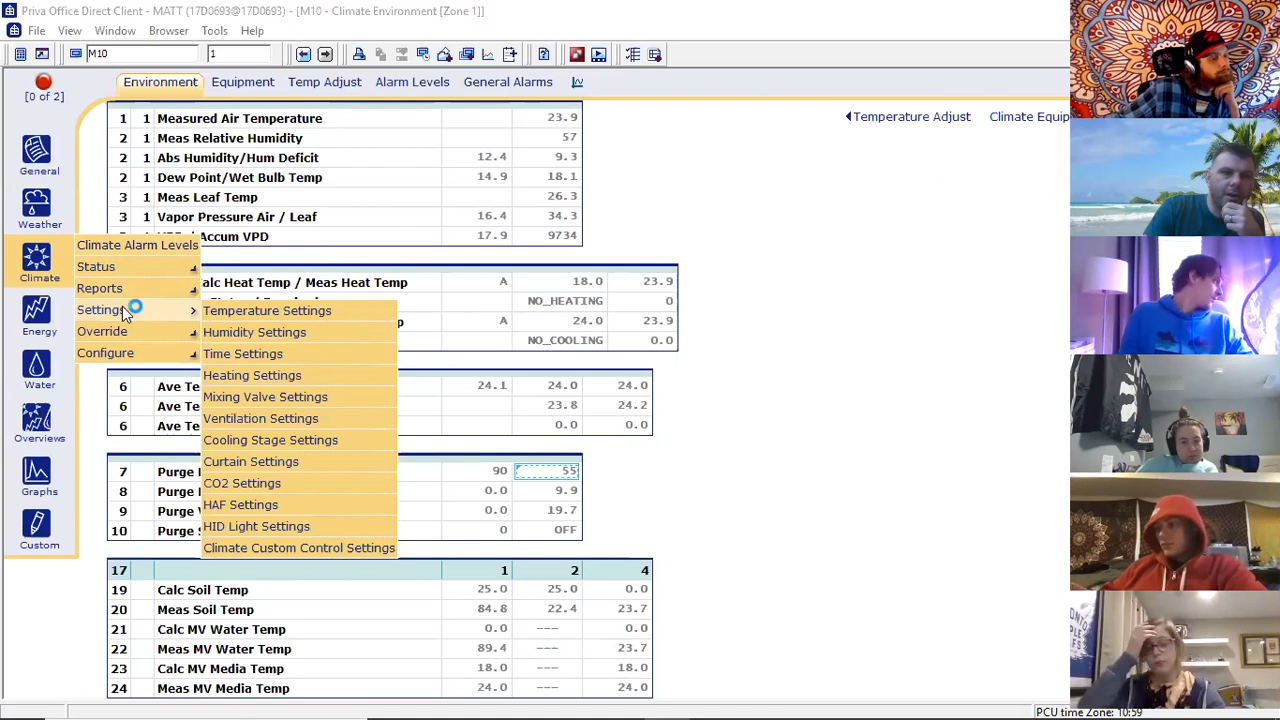 Priva Office Direct Client - MATT (17D0693@17D0693) - [M10 - Climate Environment [Zone 1]]
File View Window Browser Tools Help
M10 1
[0 of 2]
Environment Equipment Temp Adjust Alarm Levels General Alarms
Temperature Adjust Climate Equip
General
Weather
Climate
Energy
Water
Overviews
Graphs
Custom
1 1 Measured Air Temperature 23.9
2 1 Meas Relative Humidity 57
2 1 Abs Humidity/Hum Deficit 12.4 9.3
2 1 Dew Point/Wet Bulb Temp 14.9 18.1
3 1 Meas Leaf Temp 26.3
3 1 Vapor Pressure Air / Leaf 16.4 34.3
Accum VPD 17.9 9734
Climate Alarm Levels
Status
Reports
Settings
Override
Configure
Temperature Settings
Humidity Settings
Time Settings
Heating Settings
Mixing Valve Settings
Ventilation Settings
Cooling Stage Settings
Curtain Settings
CO2 Settings
HAF Settings
HID Light Settings
Climate Custom Control Settings
Calc Heat Temp / Meas Heat Temp A 18.0 23.9
NO_HEATING 0
A 24.0 23.9
NO_COOLING 0.0
6 Ave Te 24.1 24.0 24.0
6 Ave Te 23.8 24.2
6 Ave Te 0.0 0.0
7 Purge 90 55
8 Purge 0.0 9.9
9 Purge 0.0 19.7
10 Purge 0 OFF
17 1 2 4
19 Calc Soil Temp 25.0 25.0 0.0
20 Meas Soil Temp 84.8 22.4 23.7
21 Calc MV Water Temp 0.0 --- 0.0
22 Meas MV Water Temp 89.4 --- 23.7
23 Calc MV Media Temp 18.0 --- 18.0
24 Meas MV Media Temp 24.0 --- 24.0
PCU time Zone: 10:59